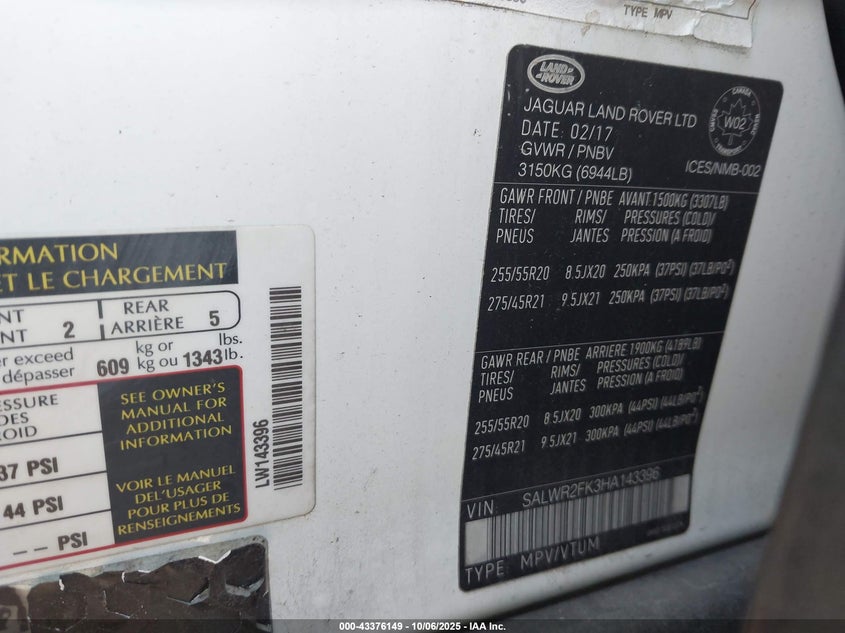 TYPE MPV
LAND
ROVER
JAGUAR LAND ROVER LTD
DATE: 02/17
GVWR / PNBV
3150KG (6944LB)
CANADA
W02
TRANSPORT
ICES/NMB-002
GAWR FRONT / PNBE AVANT 1500KG (3307LB)
TIRES/ RIMS/ PRESSURES (COLD)/
PNEUS JANTES PRESSION (A FROID)
255/55R20 8.5JX20 250KPA (37PSI) (37LB/PO²)
275/45R21 9.5JX21 250KPA (37PSI) (37LB/PO²)
GAWR REAR / PNBE ARRIERE 1900KG (4189LB)
TIRES/ RIMS/ PRESSURES (COLD)/
PNEUS JANTES PRESSION (A FROID)
255/55R20 8.5JX20 300KPA (44PSI) (44LB/PO²)
275/45R21 9.5JX21 300KPA (44PSI) (44LB/PO²)
VIN: SALWR2FK3HA143396
TYPE: MPV/VTUM
RMATION
ET LE CHARGEMENT
NT 2 REAR 5
NT ARRIÈRE
er exceed 609 kg or 1343 lbs.
dépasser kg ou lb.
ESSURE
DES
ROID
SEE OWNER'S
MANUAL FOR
ADDITIONAL
INFORMATION
37 PSI
44 PSI
-- PSI
VOIR LE MANUEL
DEL'USAGER
POUR PLUS DE
RENSEIGNEMENTS
LW143396
000-43376149 - 10/06/2025 - IAA Inc.